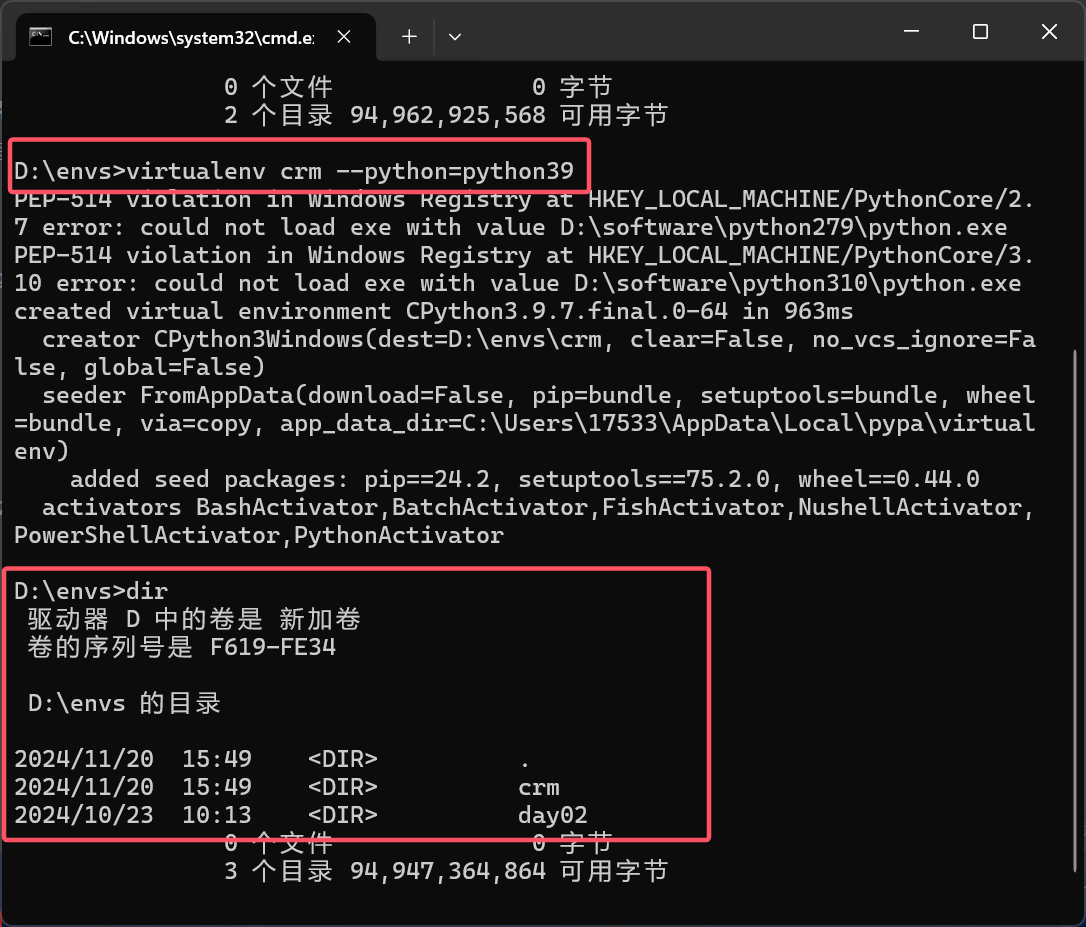 C:\Windows\system32\cmd.e
0 个文件 0 字节
2 个目录 94,962,925,568 可用字节
D:\envs>virtualenv crm --python=python39
PEP-514 violation in Windows Registry at HKEY_LOCAL_MACHINE/PythonCore/2.
7 error: could not load exe with value D:\software\python279\python.exe
PEP-514 violation in Windows Registry at HKEY_LOCAL_MACHINE/PythonCore/3.
10 error: could not load exe with value D:\software\python310\python.exe
created virtual environment CPython3.9.7.final.0-64 in 963ms
creator CPython3Windows(dest=D:\envs\crm, clear=False, no_vcs_ignore=Fa
lse, global=False)
seeder FromAppData(download=False, pip=bundle, setuptools=bundle, wheel
=bundle, via=copy, app_data_dir=C:\Users\17533\AppData\Local\pypa\virtual
env)
added seed packages: pip==24.2, setuptools==75.2.0, wheel==0.44.0
activators BashActivator,BatchActivator,FishActivator,NushellActivator,
PowerShellActivator,PythonActivator
D:\envs>dir
驱动器 D 中的卷是 新加卷
卷的序列号是 F619-FE34
D:\envs 的目录
2024/11/20 15:49 <DIR> .
2024/11/20 15:49 <DIR> crm
2024/10/23 10:13 <DIR> day02
0 个文件 0 字节
3 个目录 94,947,364,864 可用字节